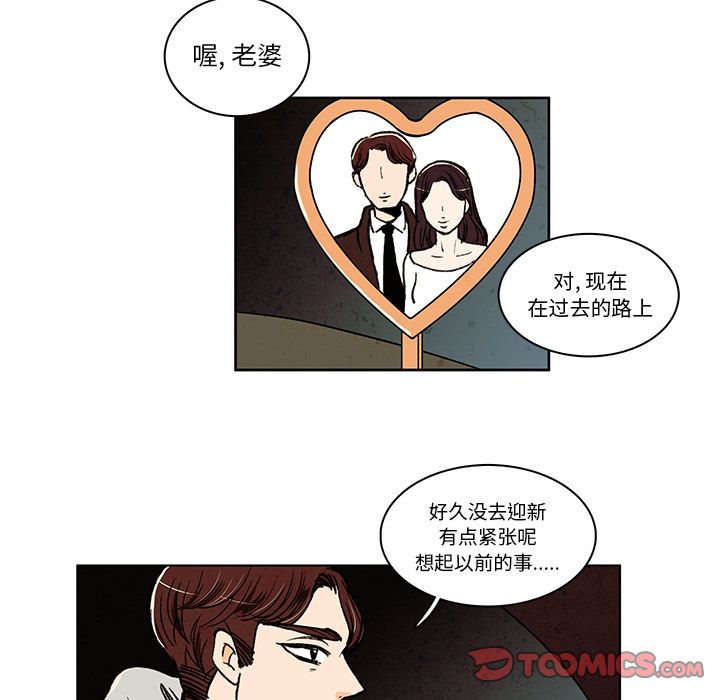 喔, 老婆
对, 现在
在过去的路上
好久没去迎新
有点紧张呢
想起以前的事.....
TOOMICS.COM